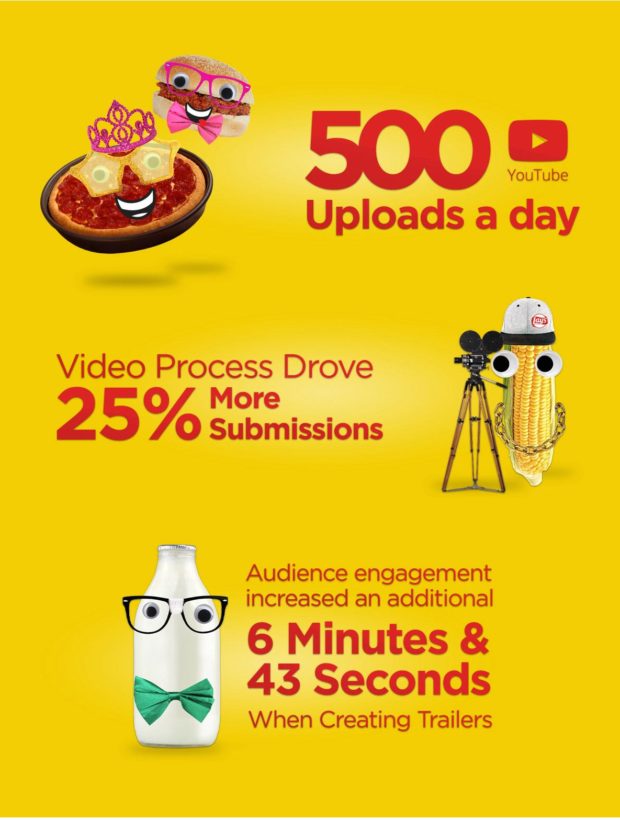 500
YouTube
Uploads a day
Lay's
Video Process Drove
25% More
Submissions
Audience engagement
increased an additional
6 Minutes &
43 Seconds
When Creating Trailers